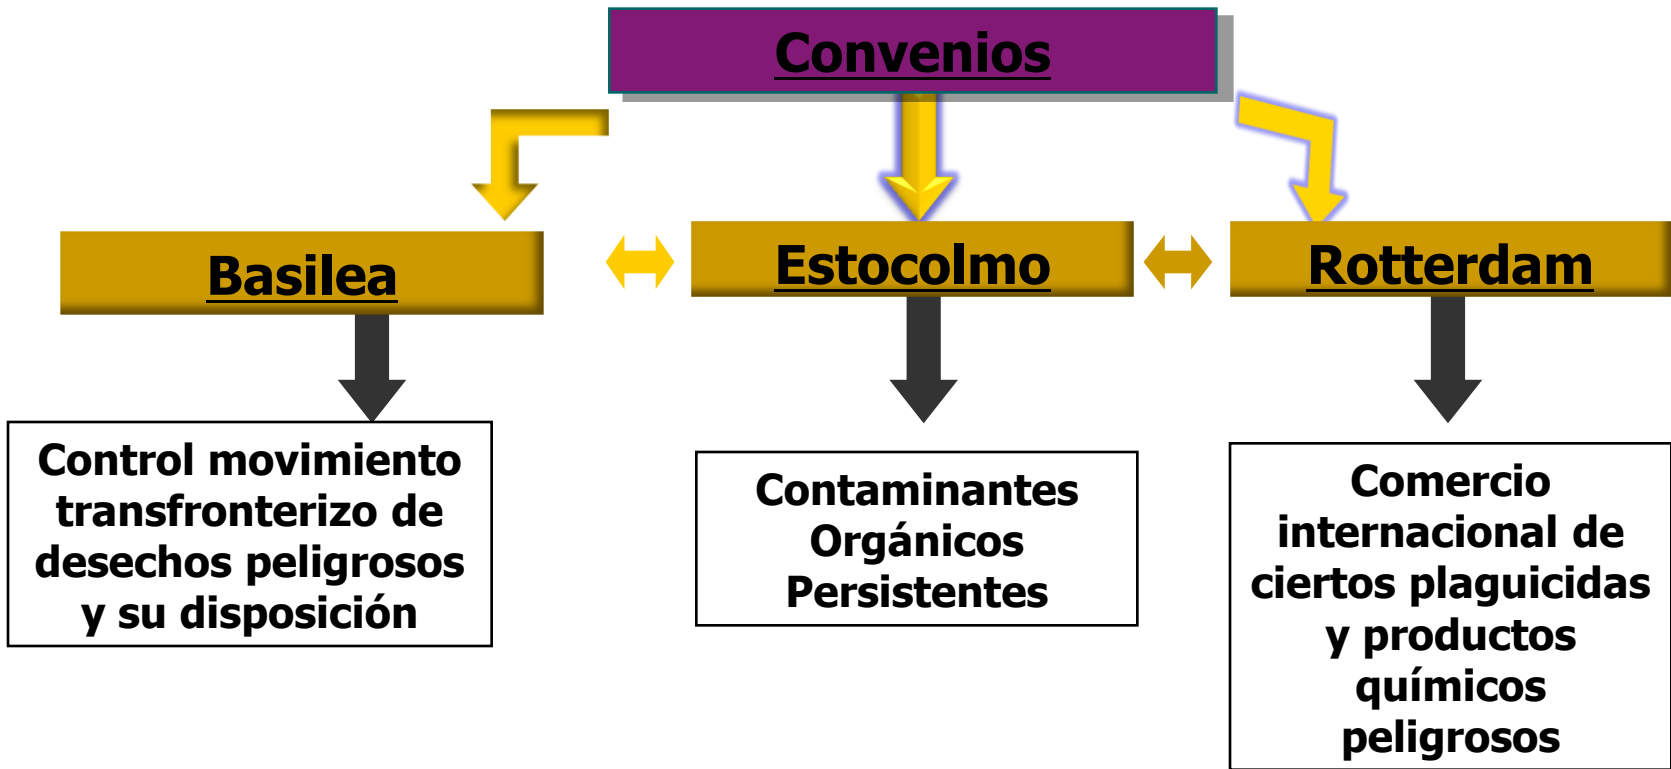 Convenios
Basilea
Estocolmo
Rotterdam
Control movimiento
transfronterizo de
desechos peligrosos
y su disposición
Contaminantes
Orgánicos
Persistentes
Comercio
internacional de
ciertos plaguicidas
y productos
químicos
peligrosos